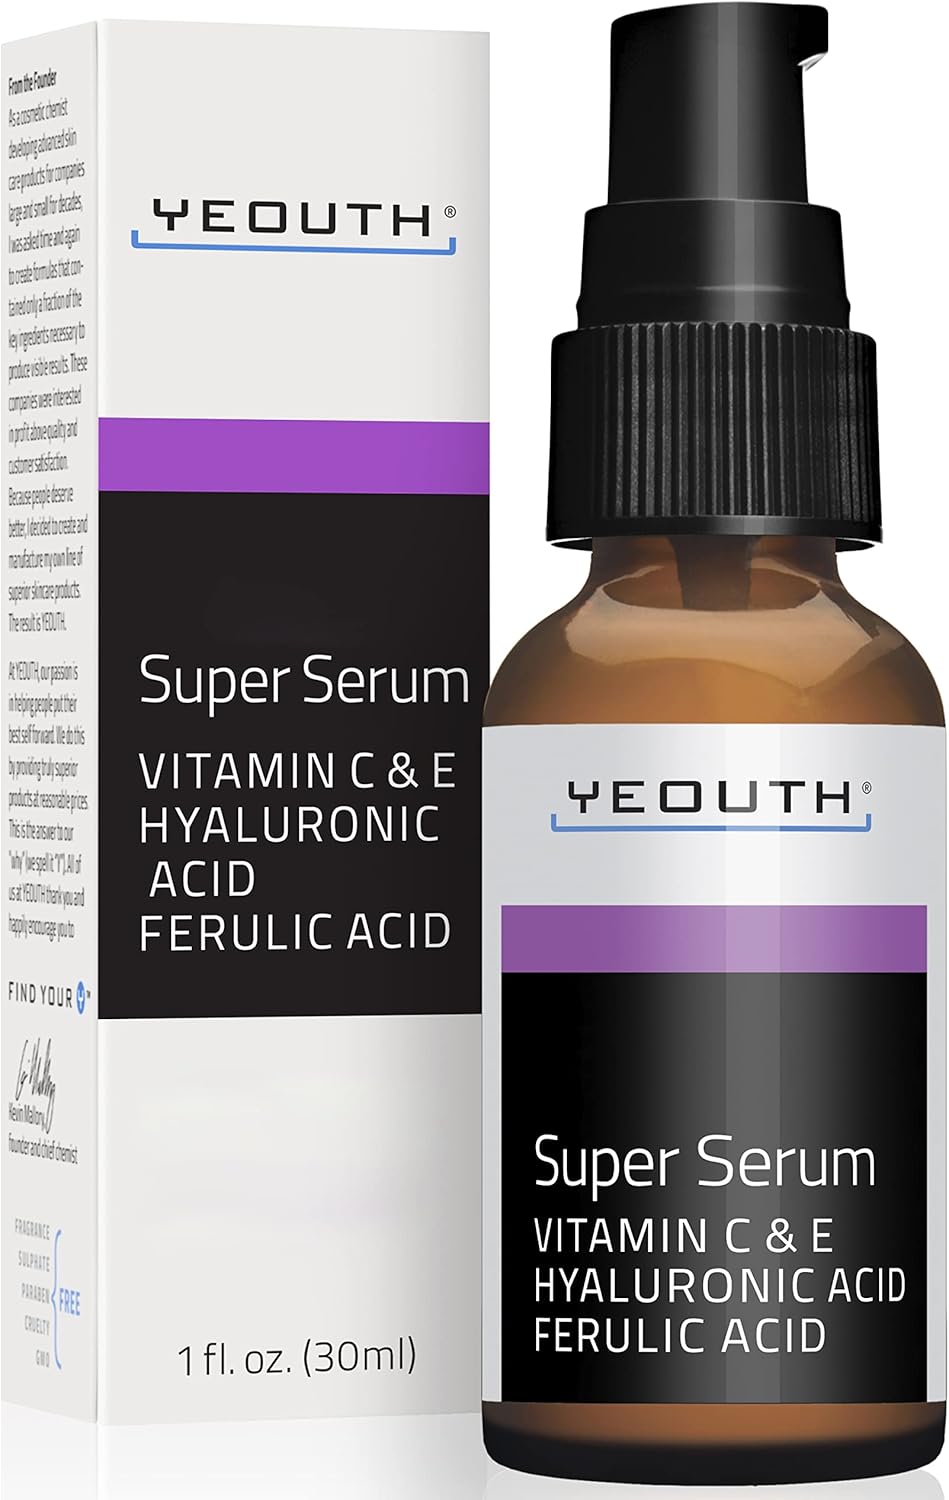 From the Founder
As a cosmetic chemist
developing advanced skin
care products for companies
large and small for decades,
I was asked time and again
to create formulas that con-
tained only a fraction of the
key ingredients necessary to
produce visible results. These
companies were interested
in profit above quality and
customer satisfaction.
Because people deserve
better, I decided to create and
manufacture my own line of
superior skincare products.
The result is YEOUTH.
At YEOUTH, our passion is
in helping people put their
best self forward. We do this
by providing truly superior
products at reasonable prices.
This is the answer to our
"why" (we spell it "Y"). All of
us at YEOUTH thank you and
happily encourage you to
FIND YOUR Y™
Kevin Mallory
founder and chief chemist
FRAGRANCE
SULPHATE
PARABEN
CRUELTY
GMO
FREE
YEOUTH®
Super Serum
VITAMIN C & E
HYALURONIC
ACID
FERULIC ACID
1 fl. oz. (30ml)
YEOUTH®
Super Serum
VITAMIN C & E
HYALURONIC ACID
FERULIC ACID